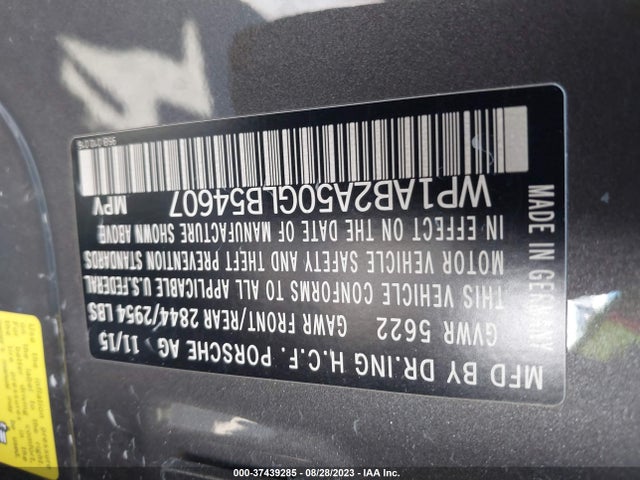 MFD BY DR.ING H.C.F. PORSCHE AG 11/15
GVWR 5622 GAWR FRONT/REAR 2844/2954 LBS
THIS VEHICLE CONFORMS TO ALL APPLICABLE U.S.FEDERAL
MOTOR VEHICLE SAFETY AND THEFT PREVENTION STANDARDS
IN EFFECT ON THE DATE OF MANUFACTURE SHOWN ABOVE
WP1AB2A50GLB54607 MPV
MADE IN GERMANY
000-37439285 - 08/28/2023 - IAA Inc.